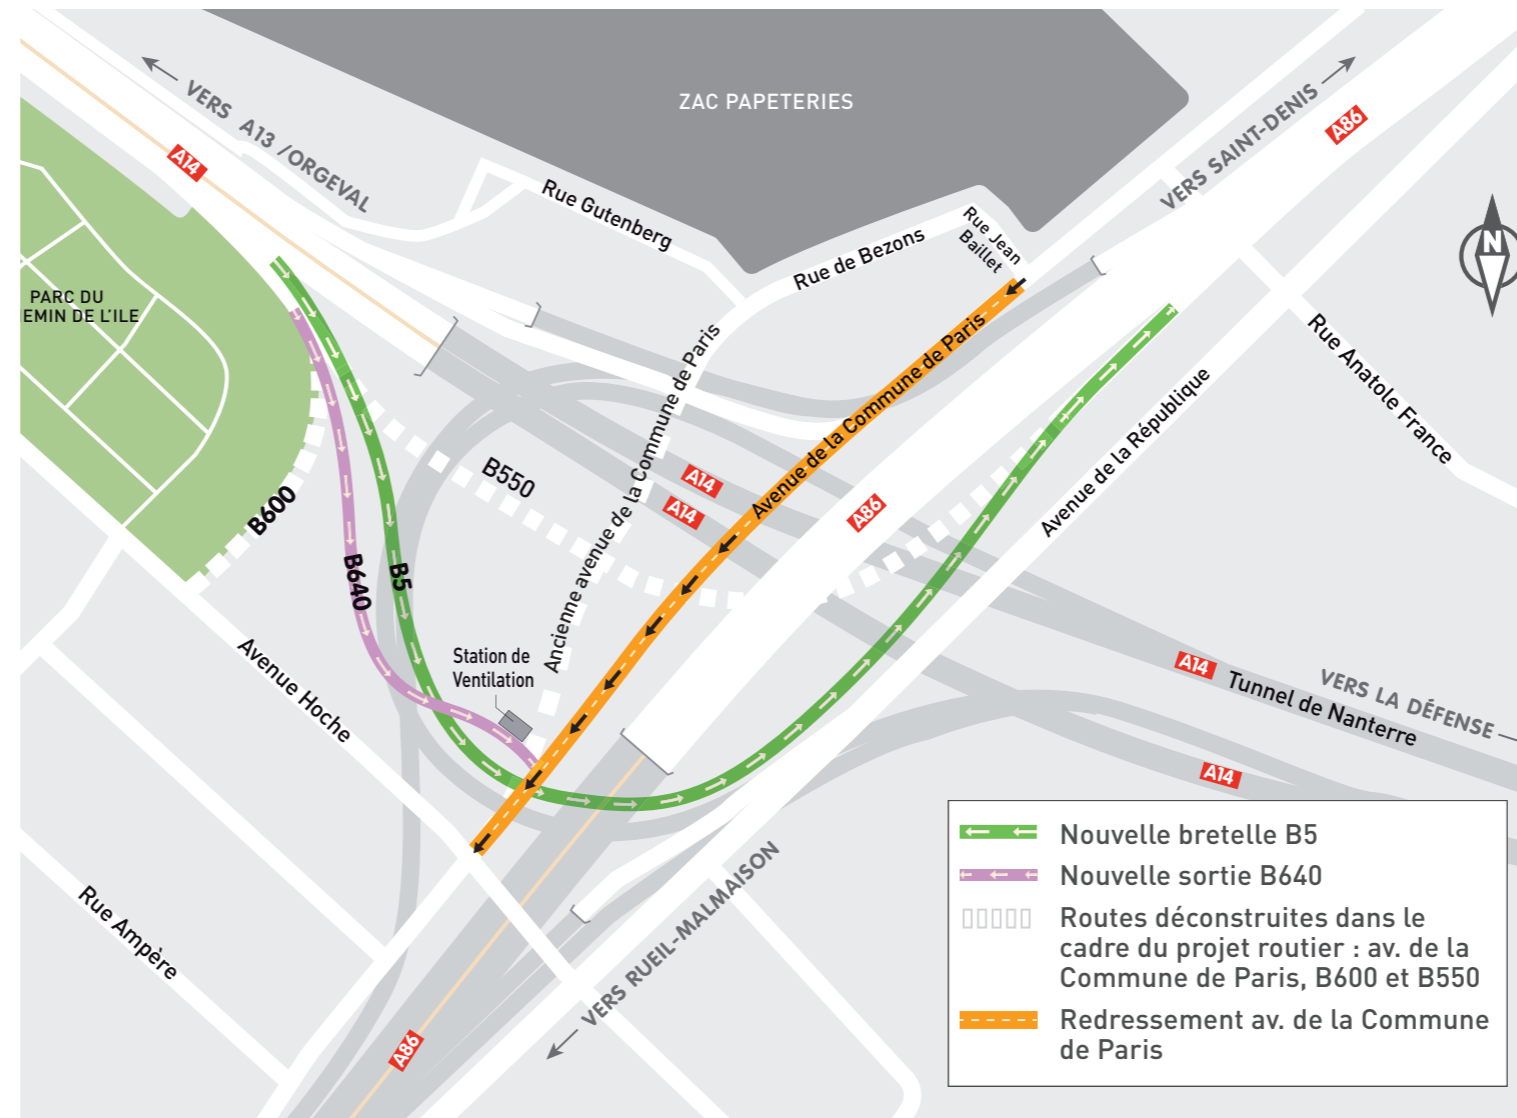 ZAC PAPETERIES
VERS A13 /ORGEVAL
A14
VERS SAINT-DENIS
A86
N
Rue Gutenberg
Rue de Bezons
Rue Jean
Baillet
PARC DU
EMIN DE L'ILE
Rue Anatole France
Avenue de la Commune de Paris
Ancienne avenue de la Commune de Paris
Avenue de la République
B550
B600
A14
A14
A86
B640
B5
Station de
Ventilation
Avenue Hoche
A14
Tunnel de Nanterre
VERS LA DÉFENSE
A14
Rue Ampère
VERS RUEIL-MALMAISON
A86
Nouvelle bretelle B5
Nouvelle sortie B640
Routes déconstruites dans le
cadre du projet routier : av. de la
Commune de Paris, B600 et B550
Redressement av. de la Commune
de Paris